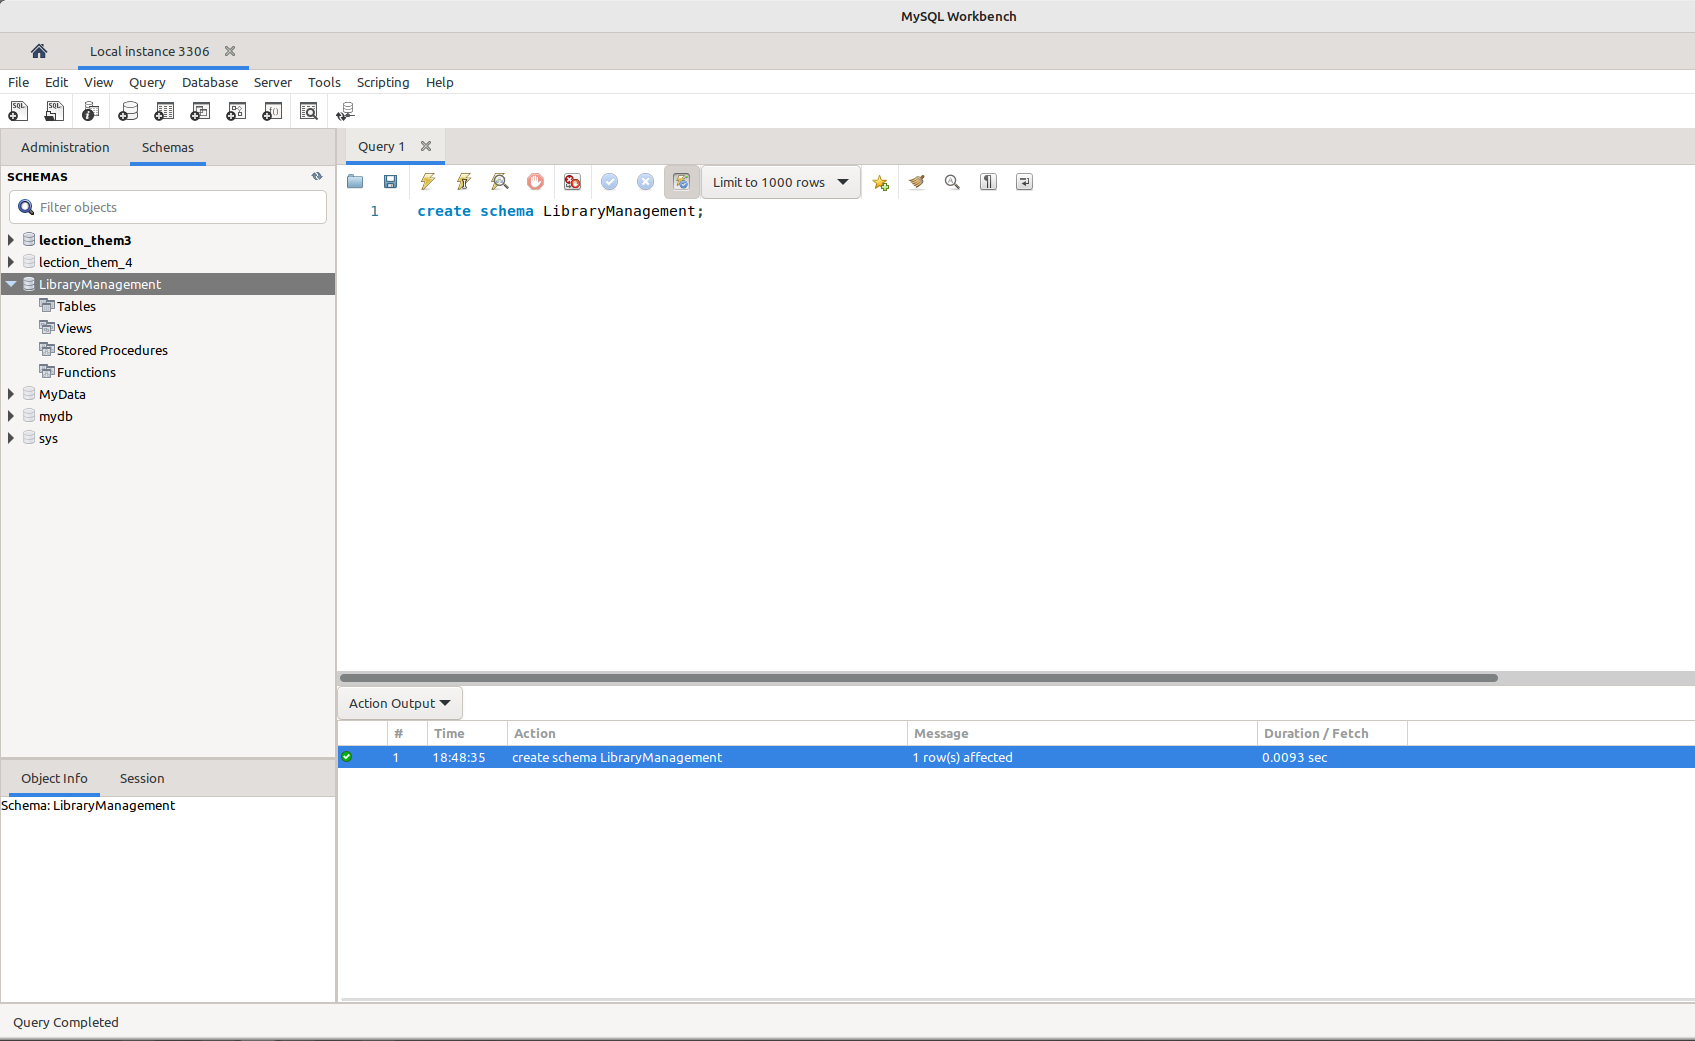 MySQL Workbench
Local instance 3306
File Edit View Query Database Server Tools Scripting Help
Administration Schemas
Query 1
SCHEMAS
Limit to 1000 rows
Filter objects
1 create schema LibraryManagement;
lection_them3
lection_them_4
LibraryManagement
Tables
Views
Stored Procedures
Functions
MyData
mydb
sys
Action Output
# Time Action Message Duration / Fetch
1 18:48:35 create schema LibraryManagement 1 row(s) affected 0.0093 sec
Object Info Session
Schema: LibraryManagement
Query Completed